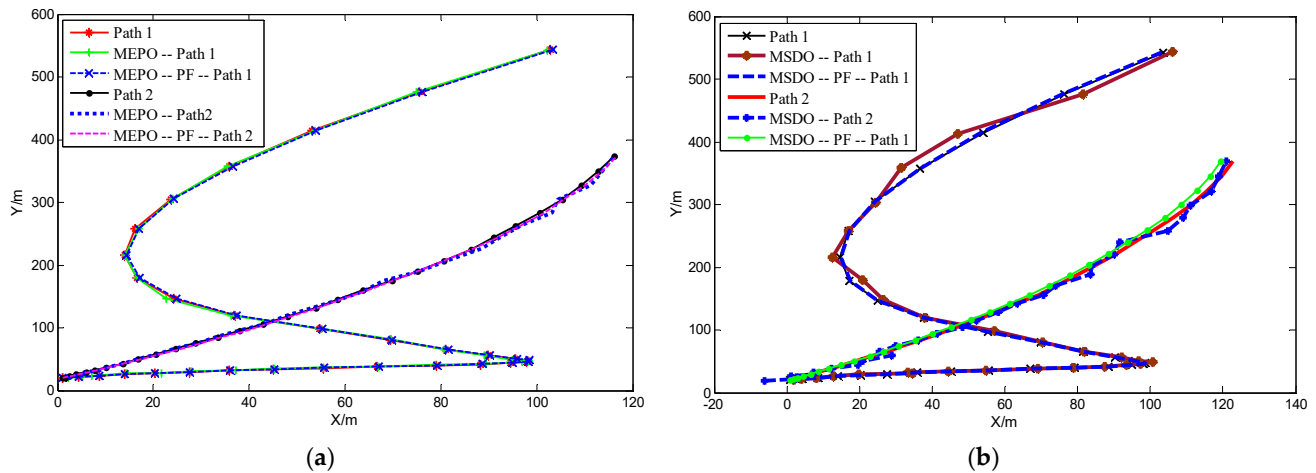 600
500
400
300
200
100
0
Y/m
0
20
40
60
80
100
120
X/m
Path 1
MEPO -- Path 1
MEPO -- PF -- Path 1
Path 2
MEPO -- Path2
MEPO -- PF -- Path 2
(a)
600
500
400
300
200
100
0
Y/m
-20
0
20
40
60
80
100
120
140
X/m
Path 1
MSDO -- Path 1
MSDO -- PF -- Path 1
Path 2
MSDO -- Path 2
MSDO -- PF -- Path 1
(b)